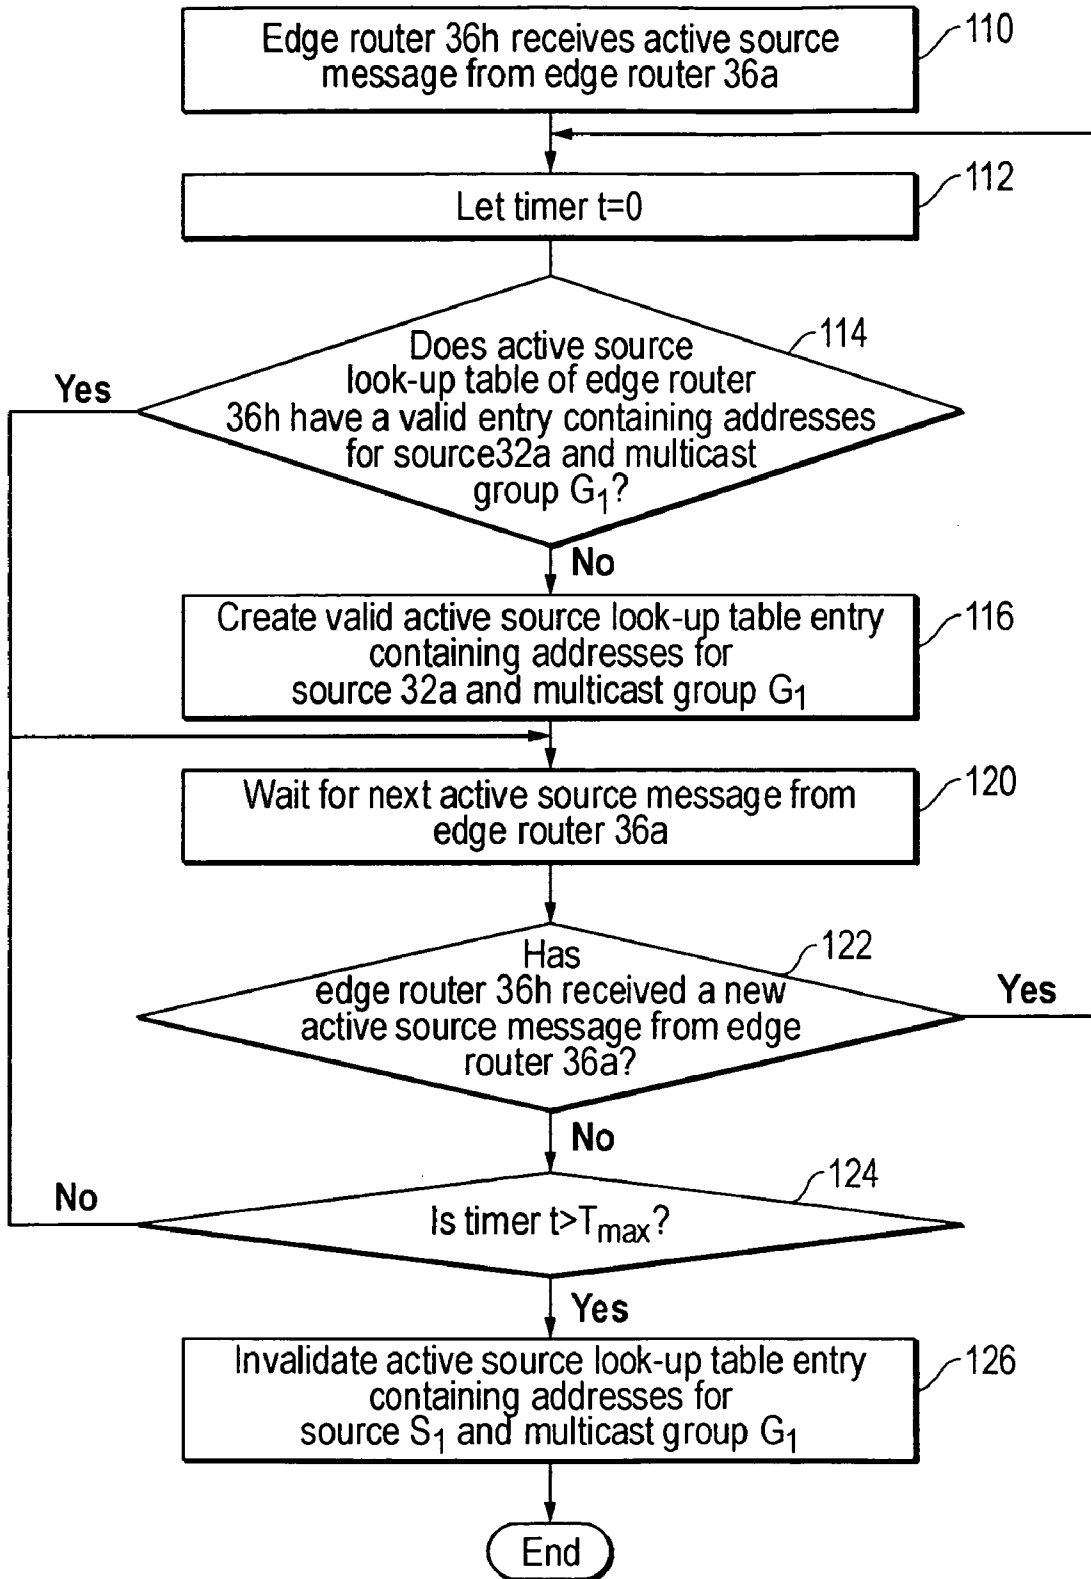 Edge router 36h receives active source
message from edge router 36a
110
112
Let timer t=0
114
Does active source
look-up table of edge router
36h have a valid entry containing addresses
for source32a and multicast
group G1?
Yes
No
Create valid active source look-up table entry
containing addresses for
source 32a and multicast group G1
116
Wait for next active source message from
edge router 36a
120
122
Has
edge router 36h received a new
active source message from edge
router 36a?
Yes
No
124
No
Is timer t>Tmax?
Yes
Invalidate active source look-up table entry
containing addresses for
source S1 and multicast group G1
126
End